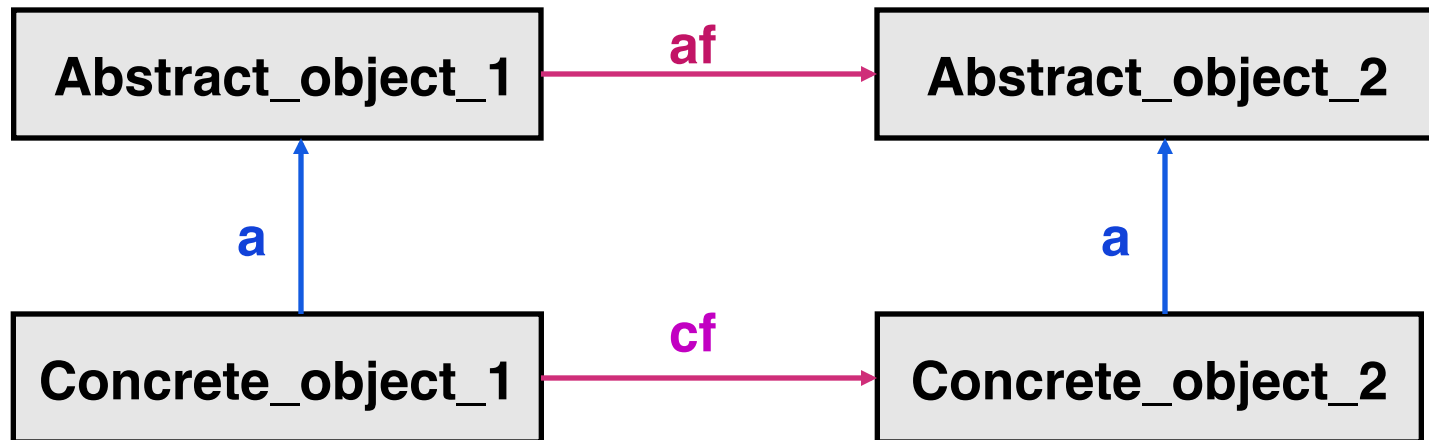 Abstract_object_1
af
Abstract_object_2
a
a
Concrete_object_1
cf
Concrete_object_2